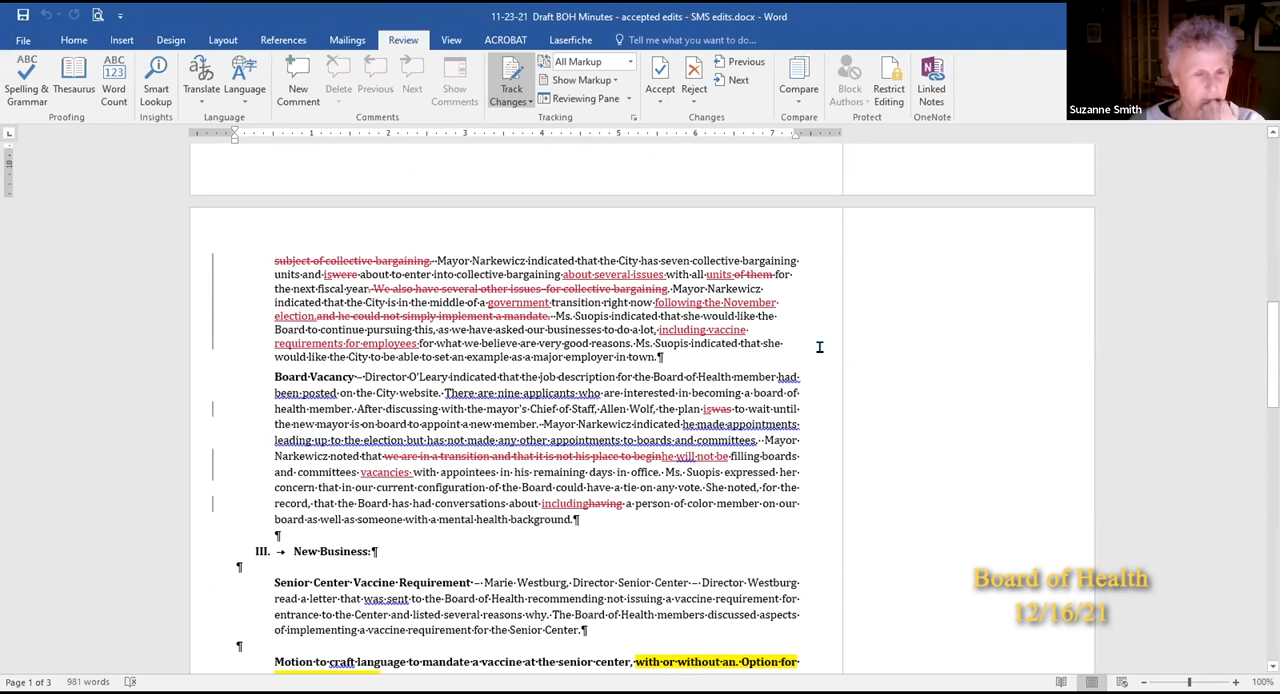 11-23-21 Draft BOH Minutes - accepted edits - SMS edits.docx - Word
File Home Insert Design Layout References Mailings Review View ACROBAT Laserfiche Tell me what you want to do...
Spelling & Grammar
Thesaurus
Word Count
Proofing
Smart Lookup
Insights
Translate
Language
Language
New Comment
Delete
Previous
Next
Show Comments
Comments
Track Changes
All Markup
Show Markup
Reviewing Pane
Tracking
Accept
Reject
Previous
Next
Changes
Compare
Compare
Block Authors
Restrict Editing
Protect
Linked Notes
OneNote
Suzanne Smith
1 2 3 4 5 6 7
subject of collective bargaining. Mayor Narkewicz indicated that the City has seven collective bargaining
units and iswere about to enter into collective bargaining about several issues with all units of them for
the next fiscal year. We also have several other issues for collective bargaining. Mayor Narkewicz
indicated that the City is in the middle of a government transition right now following the November
election.and he could not simply implement a mandate. Ms. Suopis indicated that she would like the
Board to continue pursuing this, as we have asked our businesses to do a lot, including vaccine
requirements for employees for what we believe are very good reasons. Ms. Suopis indicated that she
would like the City to be able to set an example as a major employer in town.¶
Board Vacancy – Director O'Leary indicated that the job description for the Board of Health member had
been posted on the City website. There are nine applicants who are interested in becoming a board of
health member. After discussing with the mayor's Chief of Staff, Allen Wolf, the plan iswas to wait until
the new mayor is on board to appoint a new member. Mayor Narkewicz indicated he made appointments
leading up to the election but has not made any other appointments to boards and committees. Mayor
Narkewicz noted that we are in a transition and that it is not his place to beginhe will not be filling boards
and committees vacancies with appointees in his remaining days in office. Ms. Suopis expressed her
concern that in our current configuration of the Board could have a tie on any vote. She noted, for the
record, that the Board has had conversations about includinghaving a person of color member on our
board as well as someone with a mental health background.¶
¶
III. → New Business:¶
¶
Senior Center Vaccine Requirement – Marie Westburg, Director Senior Center – Director Westburg
read a letter that was sent to the Board of Health recommending not issuing a vaccine requirement for
entrance to the Center and listed several reasons why. The Board of Health members discussed aspects
of implementing a vaccine requirement for the Senior Center.¶
¶
Motion to craft language to mandate a vaccine at the senior center, with or without an. Option for
Board of Health
12/16/21
Page 1 of 3 981 words
100%